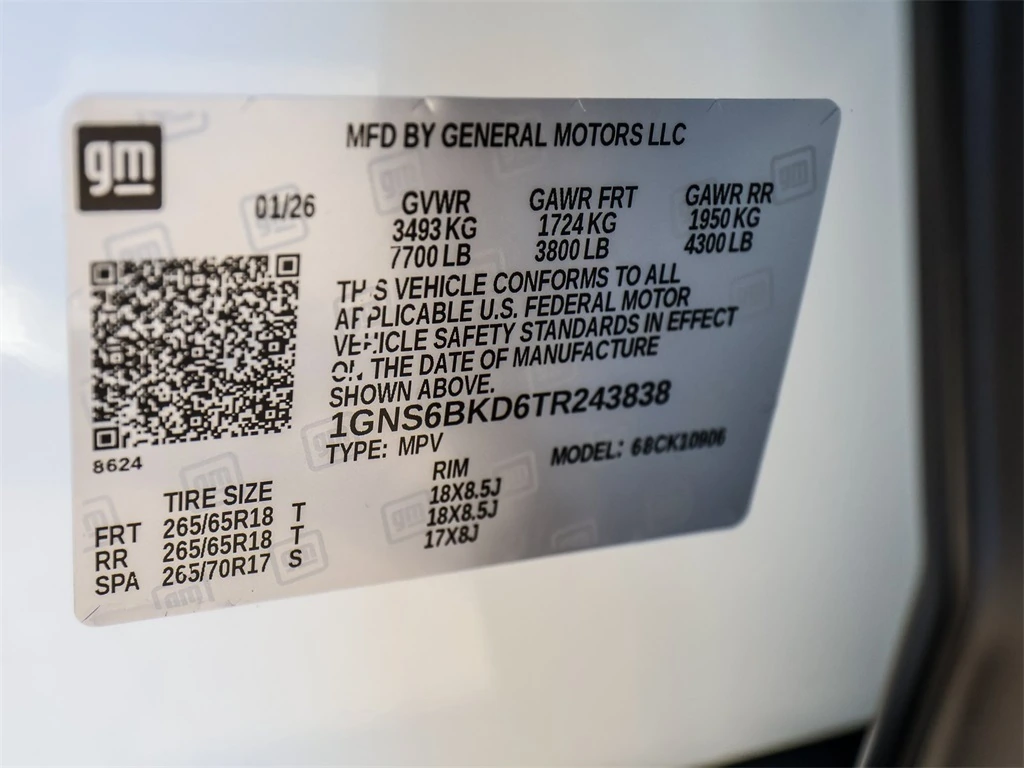 gm
MFD BY GENERAL MOTORS LLC
01/26
GVWR GAWR FRT GAWR RR
3493 KG 1724 KG 1950 KG
7700 LB 3800 LB 4300 LB
THIS VEHICLE CONFORMS TO ALL
APPLICABLE U.S. FEDERAL MOTOR
VEHICLE SAFETY STANDARDS IN EFFECT
ON THE DATE OF MANUFACTURE
SHOWN ABOVE.
1GNS6BKD6TR243838
TYPE: MPV MODEL: 6BCK10906
8624
TIRE SIZE RIM
FRT 265/65R18 T 18X8.5J
RR 265/65R18 T 18X8.5J
SPA 265/70R17 S 17X8J